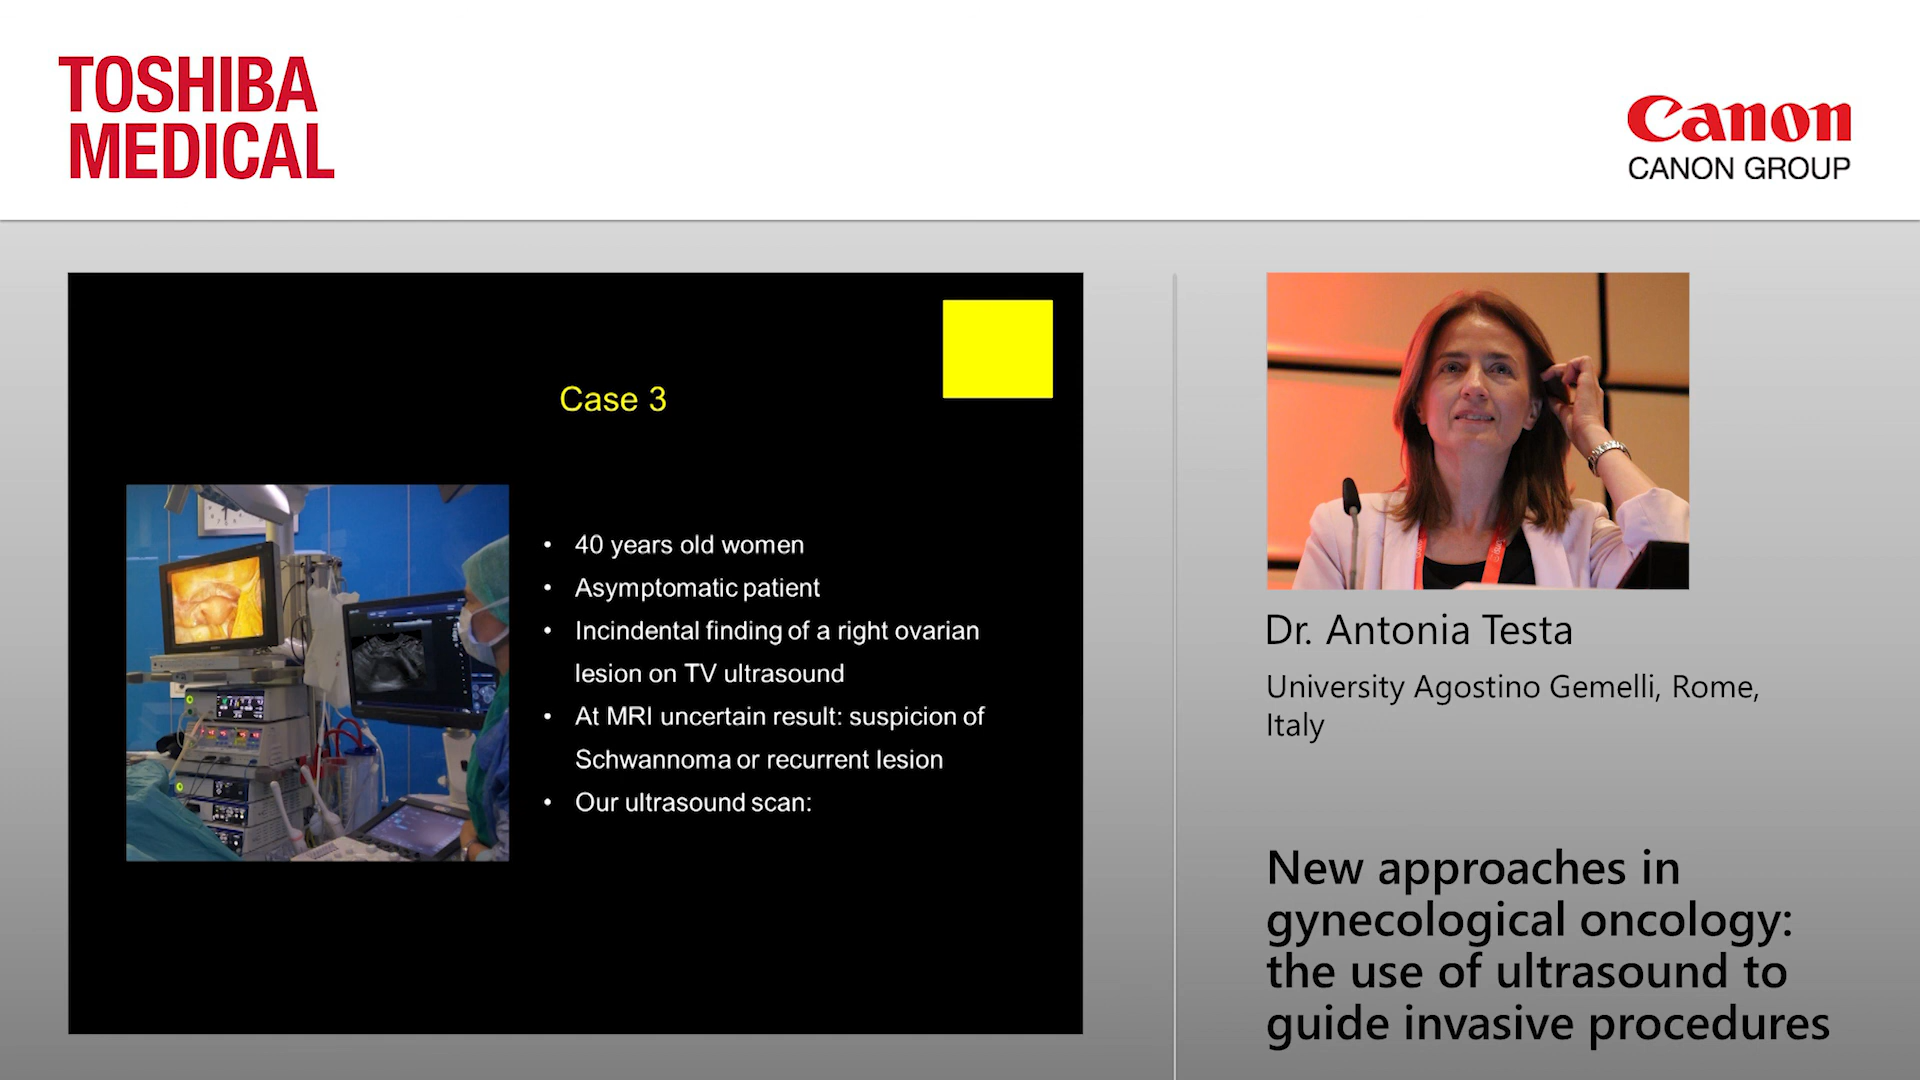 TOSHIBA
MEDICAL
Canon
CANON GROUP
Case 3
• 40 years old women
• Asymptomatic patient
• Incindental finding of a right ovarian
lesion on TV ultrasound
• At MRI uncertain result: suspicion of
Schwannoma or recurrent lesion
• Our ultrasound scan:
Dr. Antonia Testa
University Agostino Gemelli, Rome,
Italy
New approaches in
gynecological oncology:
the use of ultrasound to
guide invasive procedures